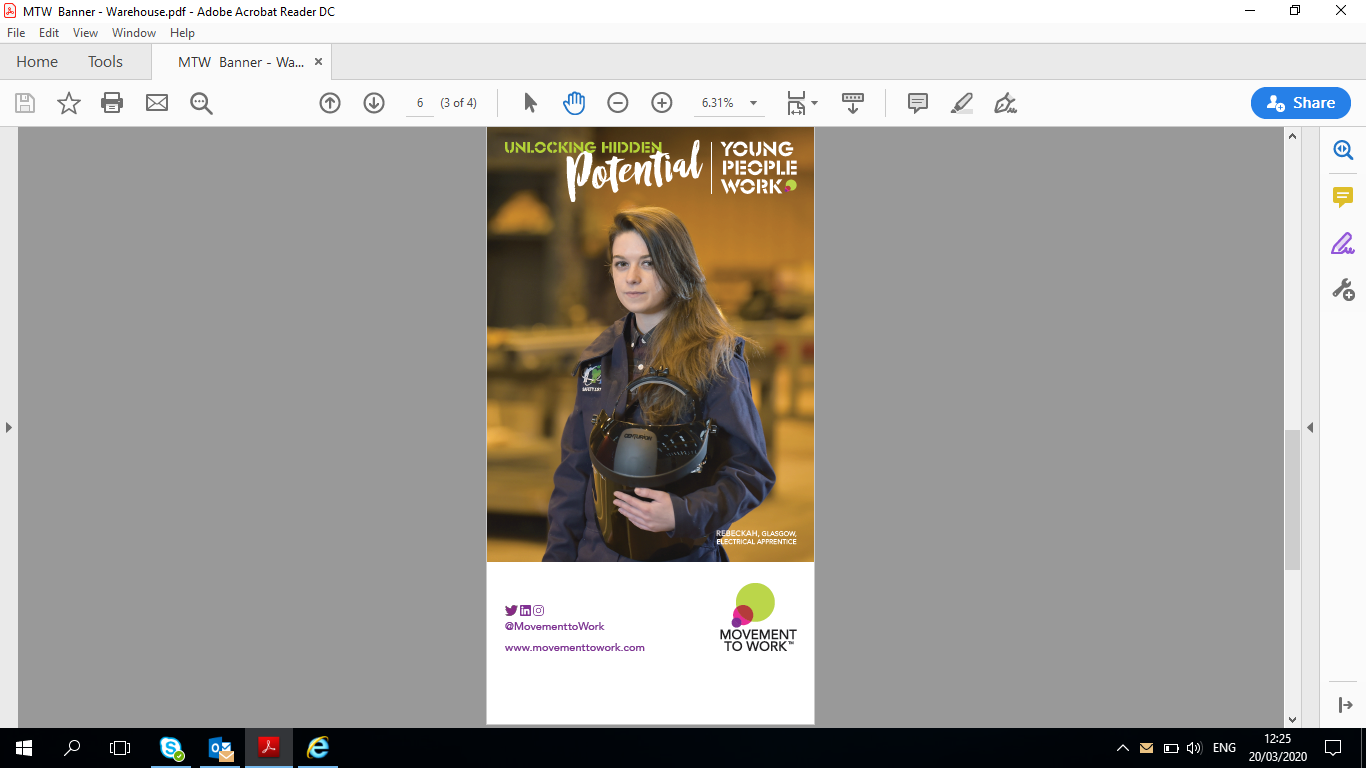 MTW  Banner - Warehouse.pdf - Adobe Acrobat Reader DC
File Edit View Window Help
Home Tools MTW  Banner - Wa...
6 (3 of 4) 6.31% Share
UNLOCKING HIDDEN
Potential
YOUNG
PEOPLE
WORK
CENTURION
REBECKAH, GLASGOW,
ELECTRICAL APPRENTICE
@MovementtoWork
www.movementtowork.com
MOVEMENT
TO WORK™
ENG
12:25
20/03/2020